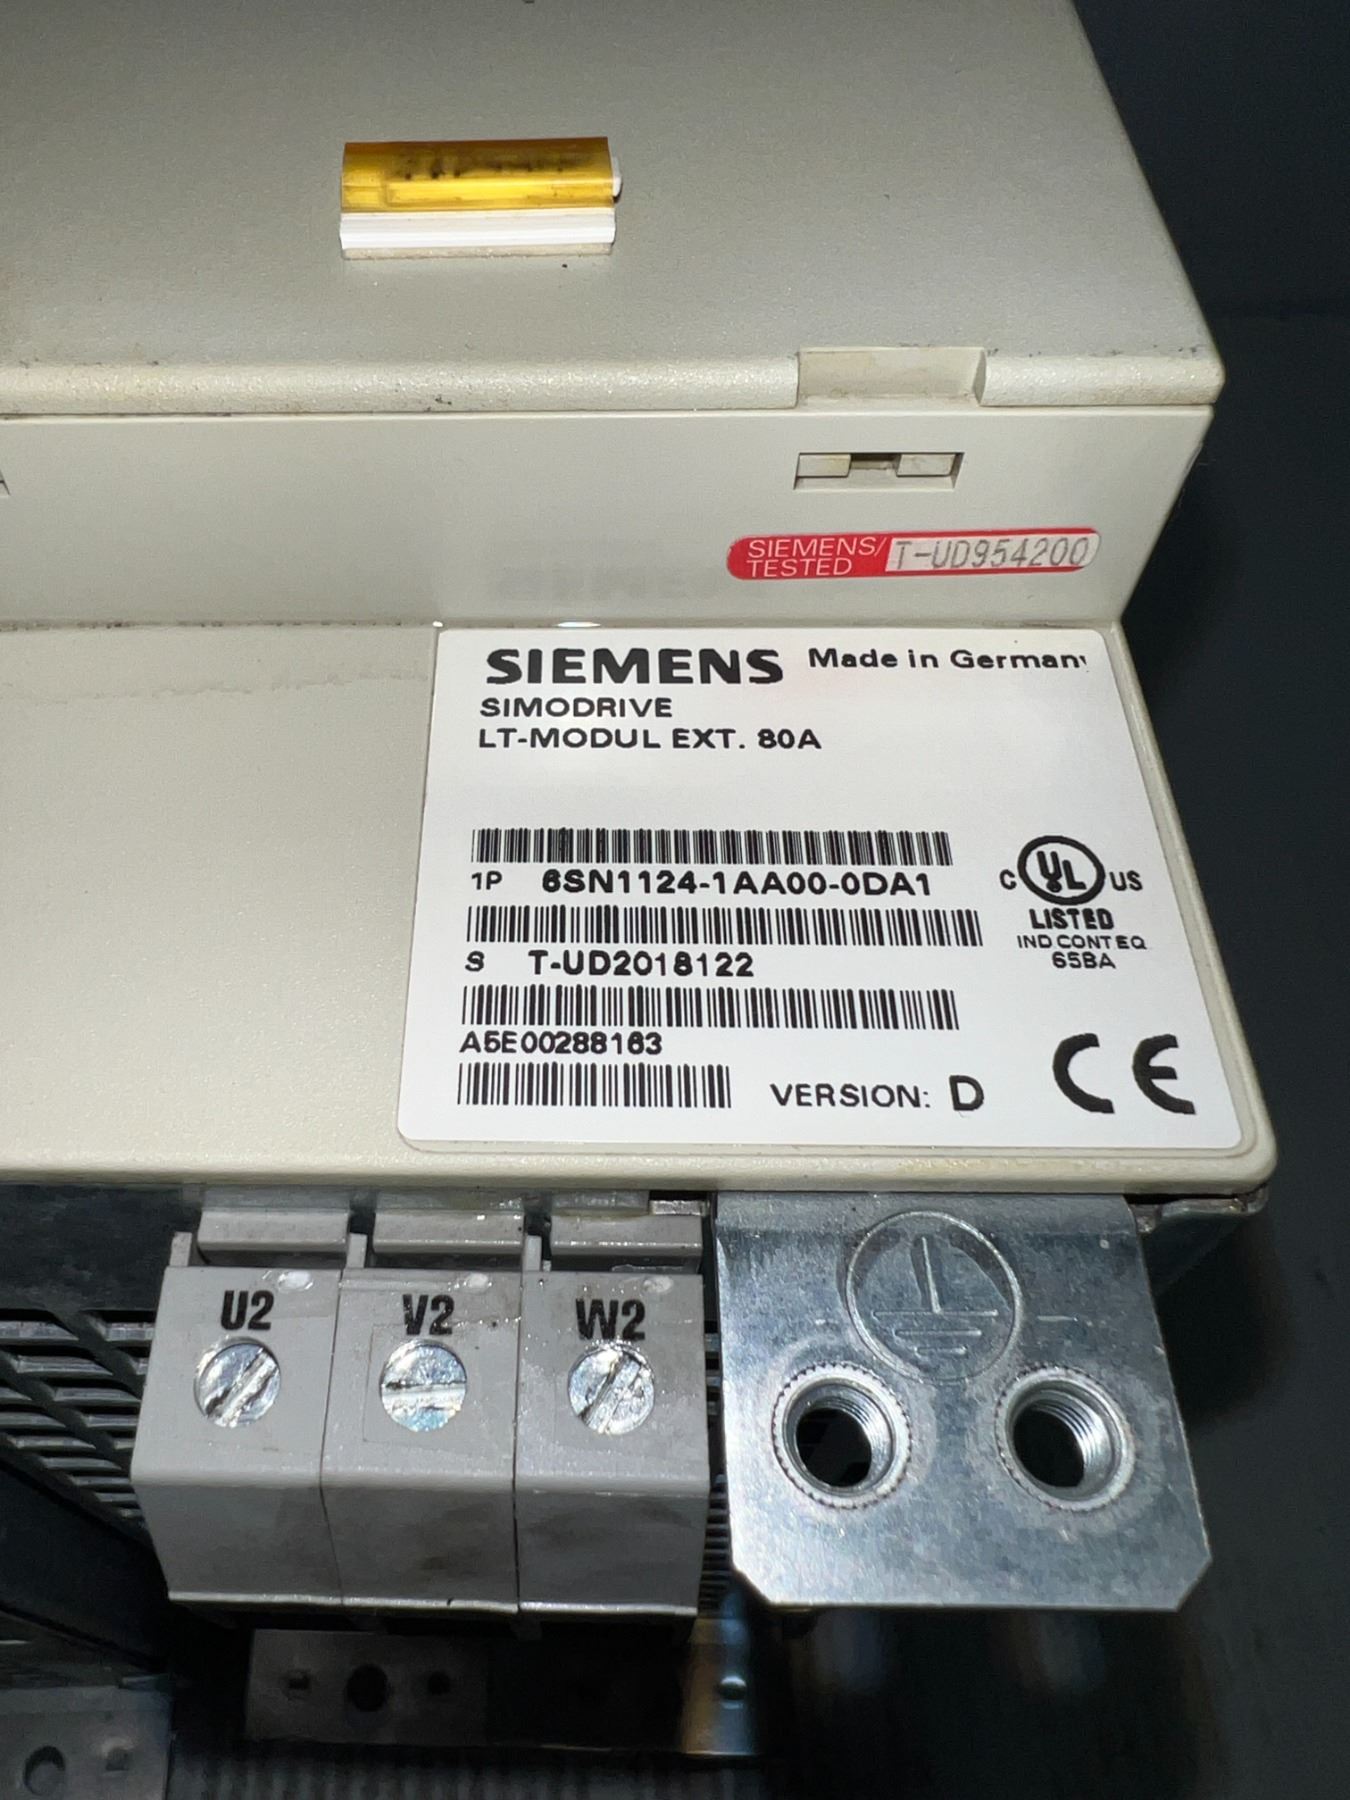 SIEMENS/ T-UD954200
TESTED
SIEMENS Made in Germany
SIMODRIVE
LT-MODUL EXT. 80A
1P 6SN1124-1AA00-0DA1
C UL US
LISTED
IND CONT EQ
65BA
S T-UD2018122
A5E00288163
VERSION: D CE
U2 V2 W2